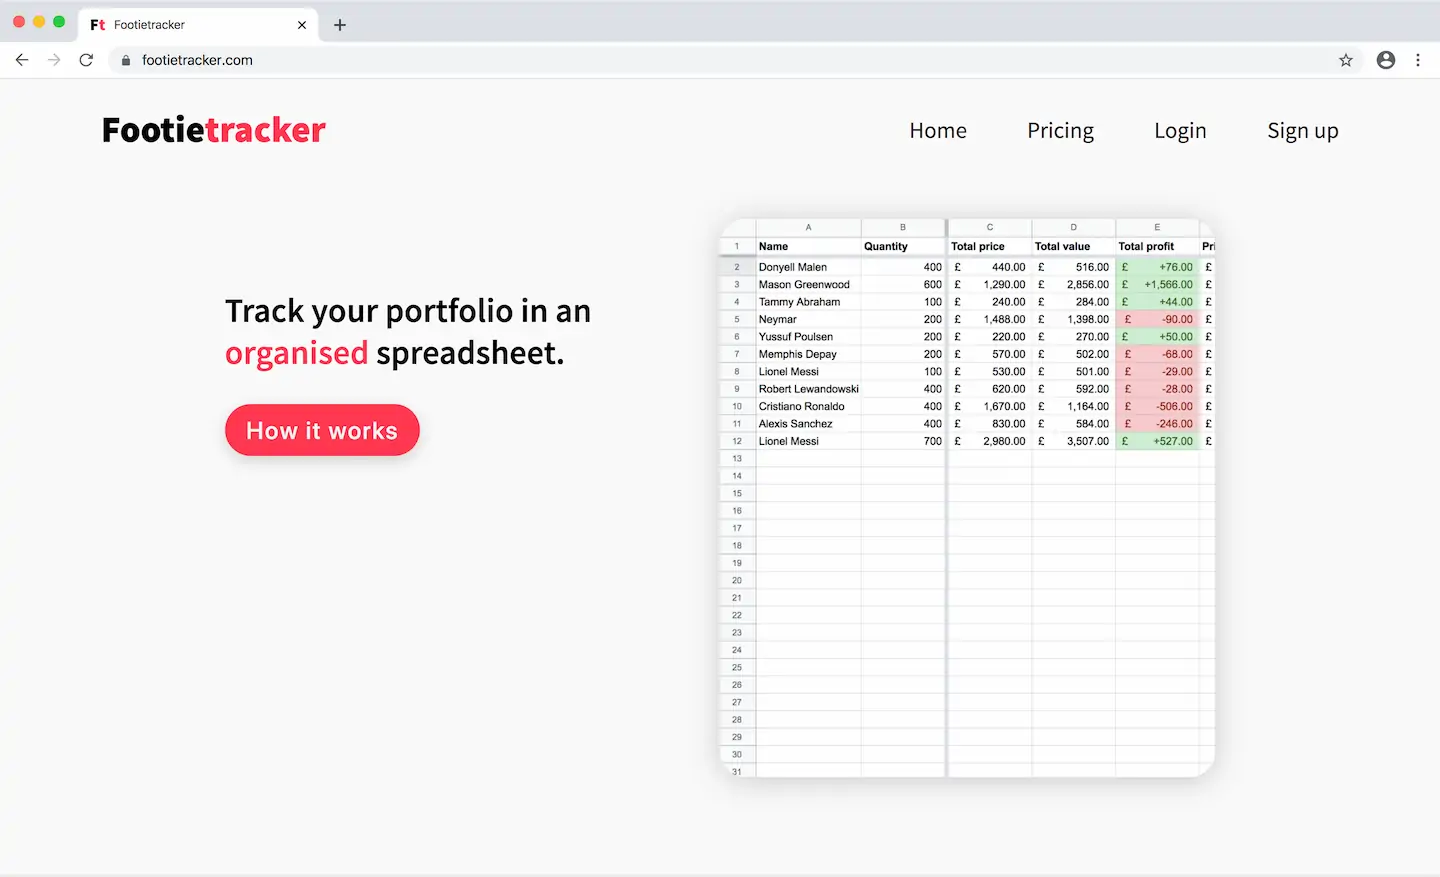 Ft Footietracker
footietracker.com
Footietracker
Home Pricing Login Sign up
Track your portfolio in an
organised spreadsheet.
How it works
A B C D E
1 Name Quantity Total price Total value Total profit Pri
2 Donyell Malen 400 £ 440.00 £ 516.00 £ +76.00 £
3 Mason Greenwood 600 £ 1,290.00 £ 2,856.00 £ +1,566.00 £
4 Tammy Abraham 100 £ 240.00 £ 284.00 £ +44.00 £
5 Neymar 200 £ 1,488.00 £ 1,398.00 £ -90.00 £
6 Yussuf Poulsen 200 £ 220.00 £ 270.00 £ +50.00 £
7 Memphis Depay 200 £ 570.00 £ 502.00 £ -68.00 £
8 Lionel Messi 100 £ 530.00 £ 501.00 £ -29.00 £
9 Robert Lewandowski 400 £ 620.00 £ 592.00 £ -28.00 £
10 Cristiano Ronaldo 400 £ 1,670.00 £ 1,164.00 £ -506.00 £
11 Alexis Sanchez 400 £ 830.00 £ 584.00 £ -246.00 £
12 Lionel Messi 700 £ 2,980.00 £ 3,507.00 £ +527.00 £
13
14
15
16
17
18
19
20
21
22
23
24
25
26
27
28
29
30
31